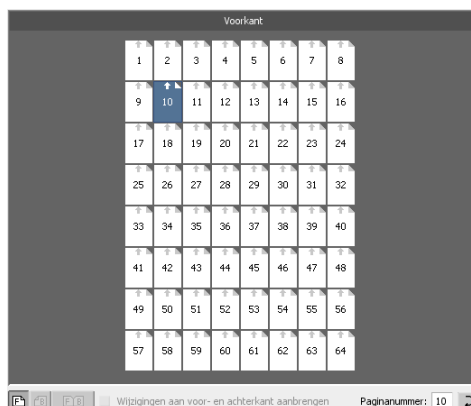 Voorkant
1 2 3 4 5 6 7 8
9 10 11 12 13 14 15 16
17 18 19 20 21 22 23 24
25 26 27 28 29 30 31 32
33 34 35 36 37 38 39 40
41 42 43 44 45 46 47 48
49 50 51 52 53 54 55 56
57 58 59 60 61 62 63 64
F B F B Wijzigingen aan voor- en achterkant aanbrengen Paginanummer: 10